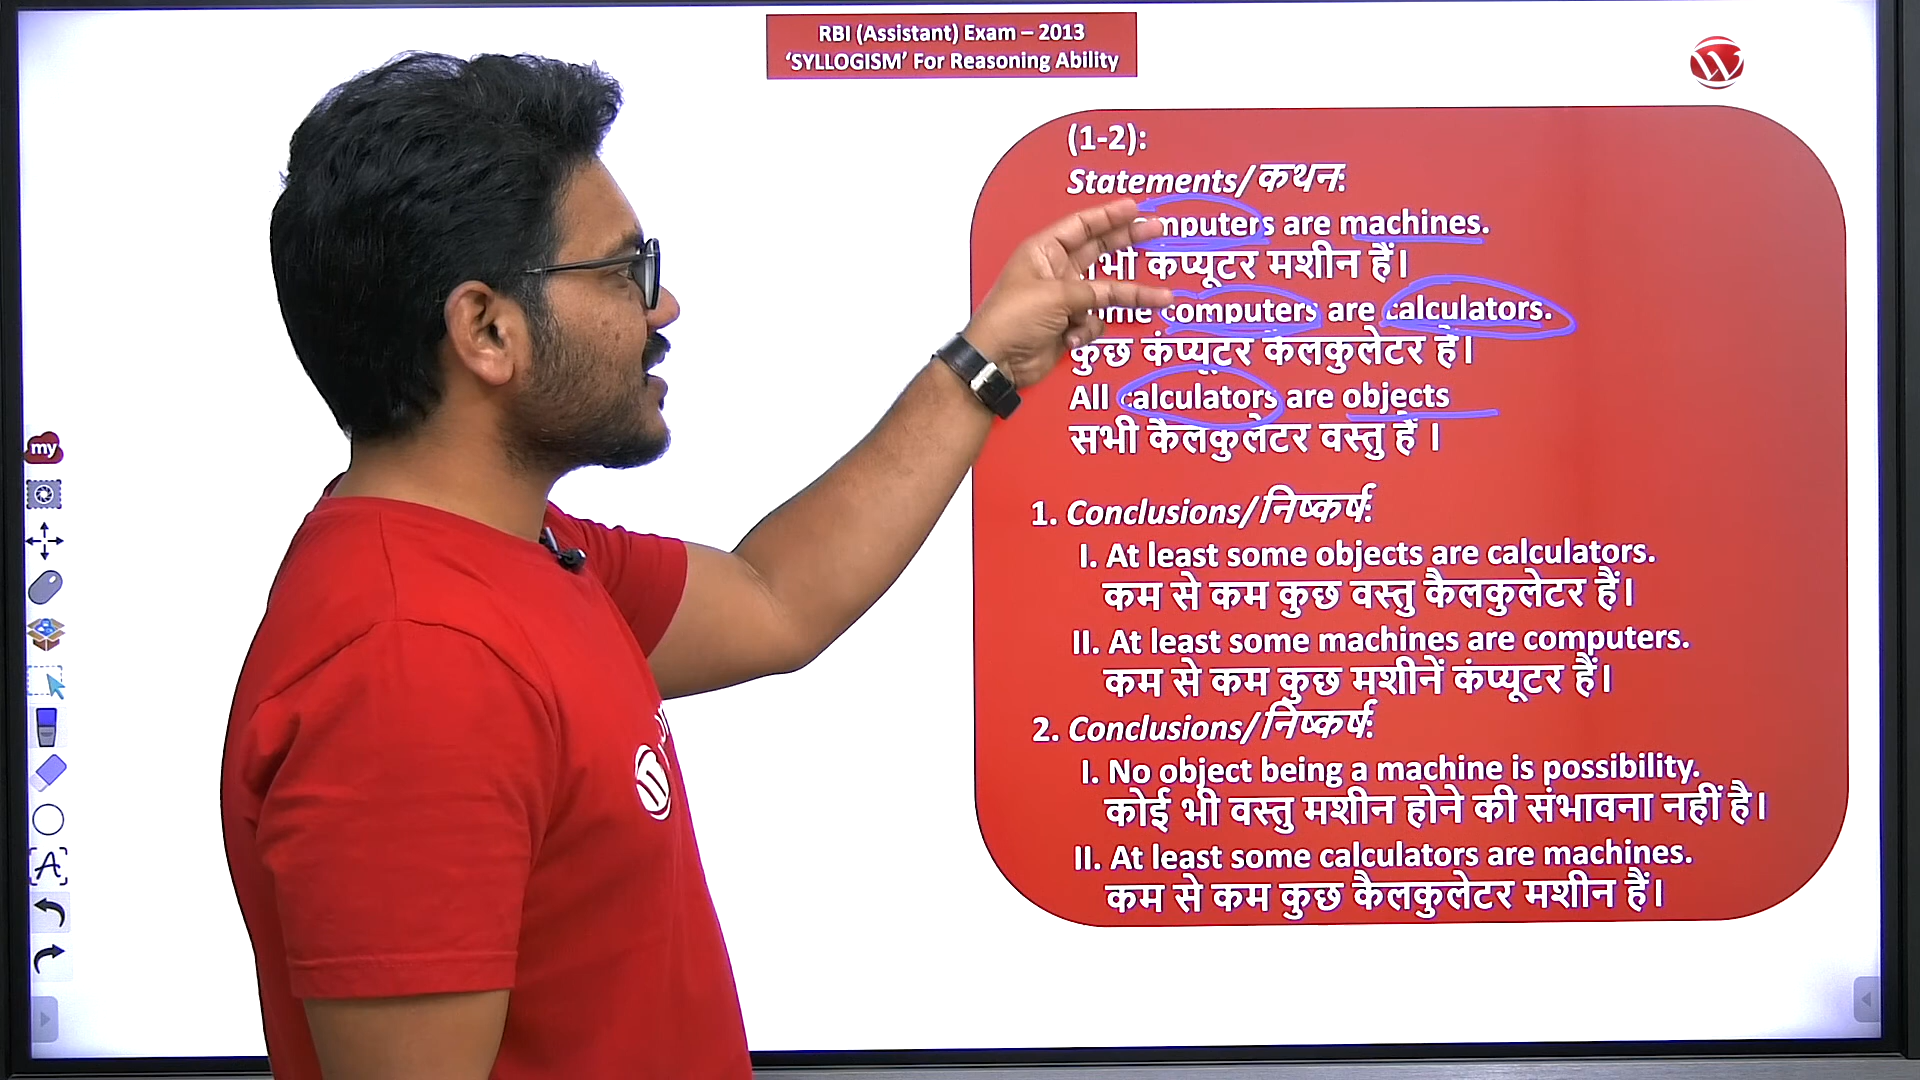 RBI (Assistant) Exam – 2013
‘SYLLOGISM’ For Reasoning Ability
(1-2):
Statements/कथन:
are machines.
कंप्यूटर मशीन हैं।
computers are calculators.
कुछ कंप्यूटर कैलकुलेटर हैं।
All calculators are objects
सभी कैलकुलेटर वस्तु हैं ।
1. Conclusions/निष्कर्ष:
I. At least some objects are calculators.
कम से कम कुछ वस्तु कैलकुलेटर हैं।
II. At least some machines are computers.
कम से कम कुछ मशीनें कंप्यूटर हैं।
2. Conclusions/निष्कर्ष:
I. No object being a machine is possibility.
कोई भी वस्तु मशीन होने की संभावना नहीं है।
II. At least some calculators are machines.
कम से कम कुछ कैलकुलेटर मशीन हैं।
my
A
W